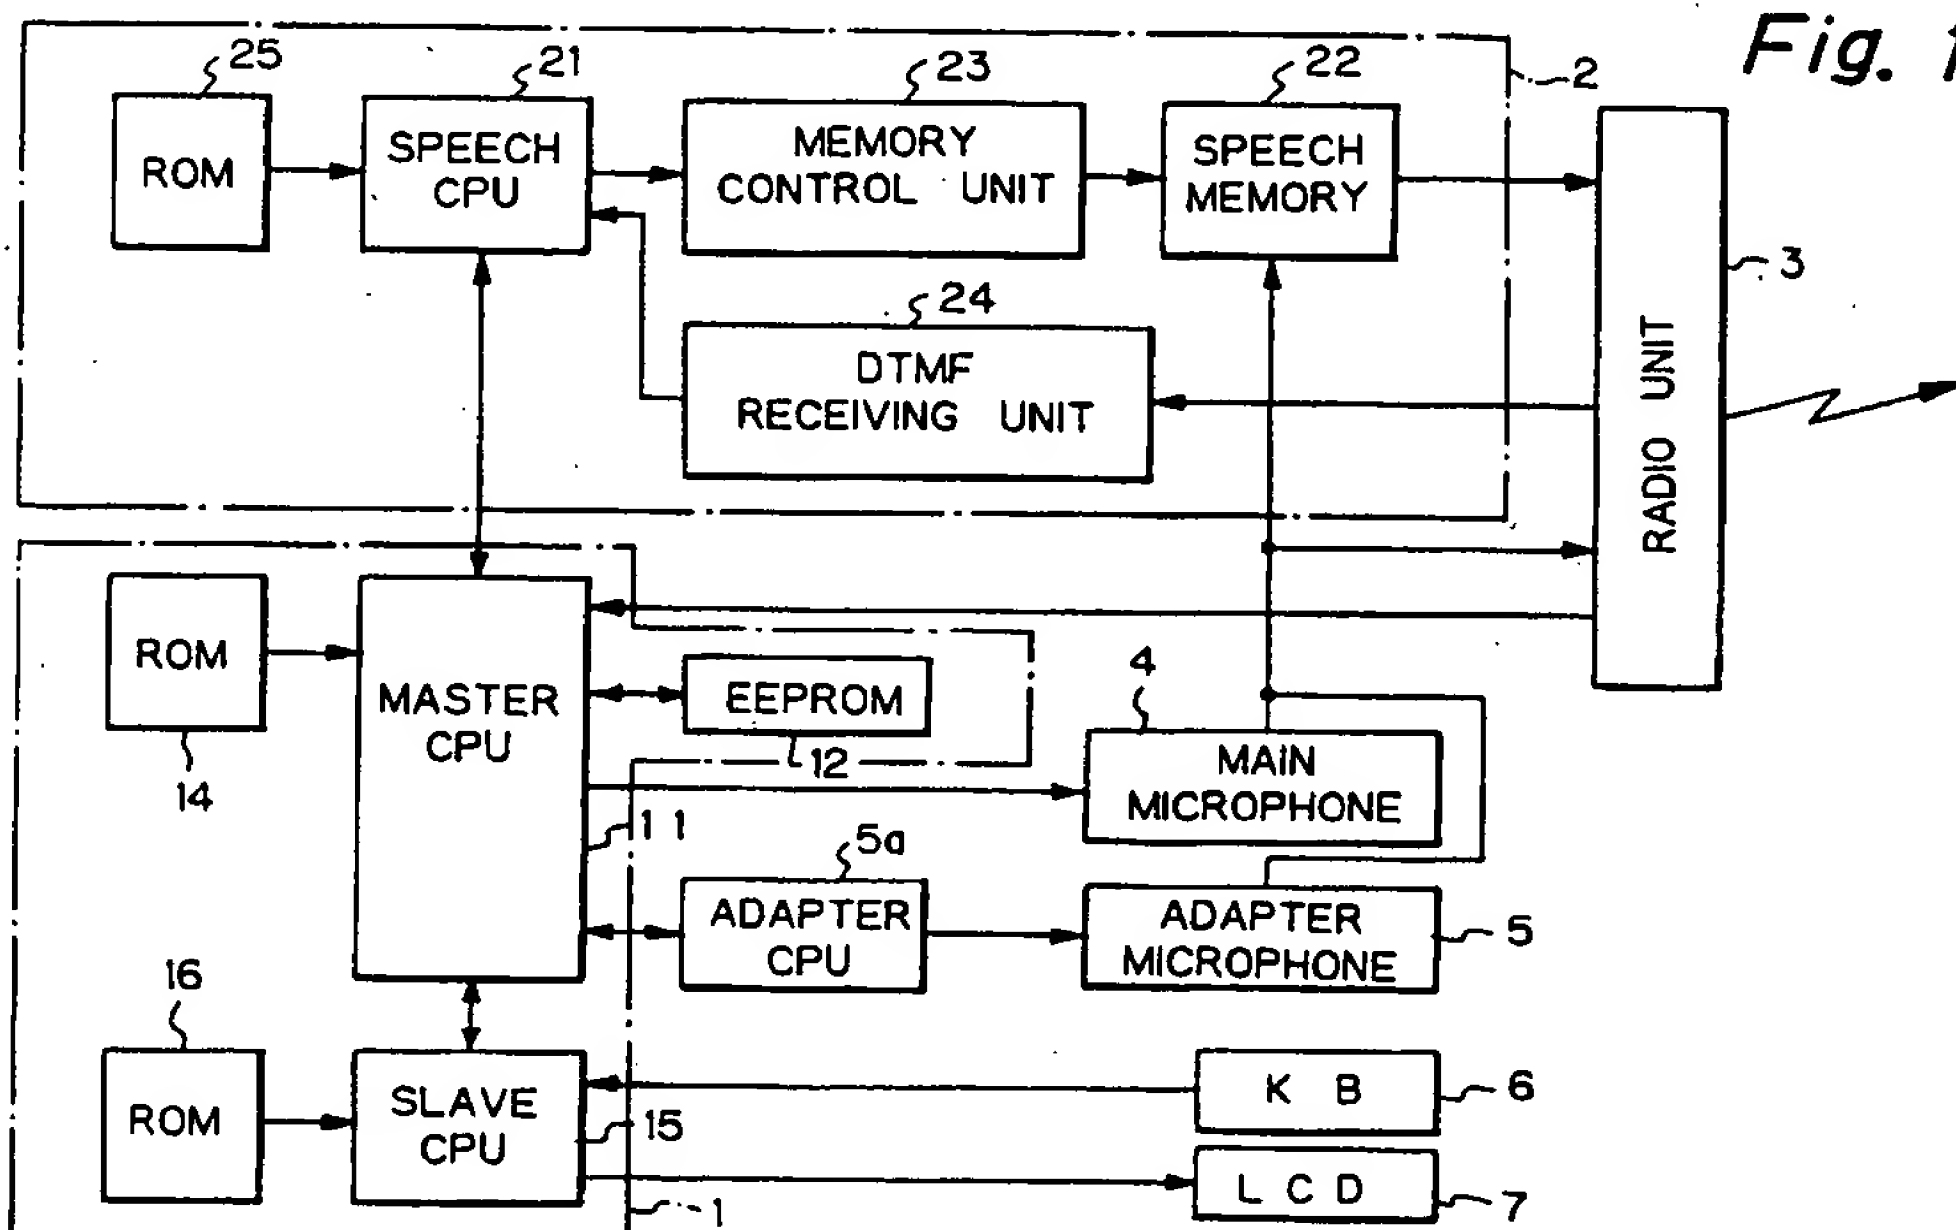 Fig. 1
25
21
23
22
2
ROM
SPEECH
CPU
MEMORY
CONTROL UNIT
SPEECH
MEMORY
3
24
DTMF
RECEIVING UNIT
RADIO UNIT
ROM
14
MASTER
CPU
EEPROM
12
4
MAIN
MICROPHONE
11
5a
ADAPTER
CPU
ADAPTER
MICROPHONE
5
16
ROM
SLAVE
CPU
15
K B
6
L C D
7
1